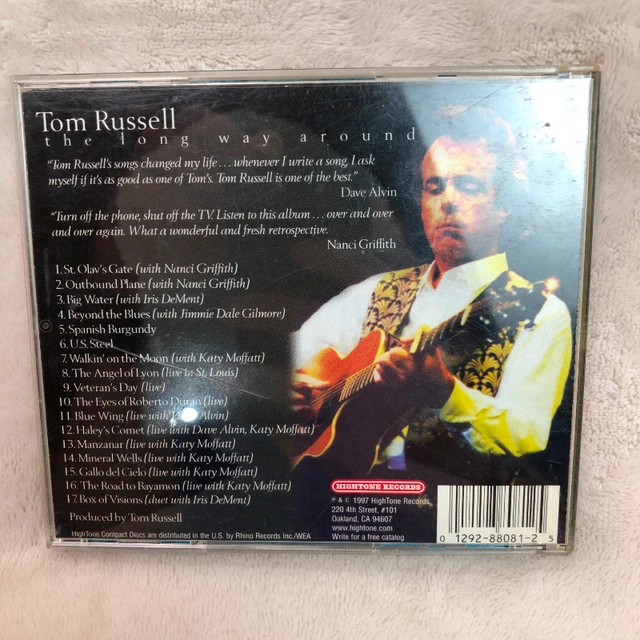 Tom Russell
the long way around
"Tom Russell's songs changed my life . . . whenever I write a song, I ask
myself if it's as good as one of Tom's. Tom Russell is one of the best."
Dave Alvin
"Turn off the phone, shut off the TV. Listen to this album . . . over and over
and over again. What a wonderful and fresh retrospective.
Nanci Griffith
1. St. Olav's Gate (with Nanci Griffith)
2. Outbound Plane (with Nanci Griffith)
3. Big Water (with Iris DeMent)
4. Beyond the Blues (with Jimmie Dale Gilmore)
5. Spanish Burgundy
6. U.S. Steel
7. Walkin' on the Moon (with Katy Moffatt)
8. The Angel of Lyon (live in St. Louis)
9. Veteran's Day (live)
10. The Eyes of Roberto Duran (live)
11. Blue Wing (live with Dave Alvin)
12. Haley's Comet (live with Dave Alvin, Katy Moffatt)
13. Manzanar (live with Katy Moffatt)
14. Mineral Wells (live with Katy Moffatt)
15. Gallo del Cielo (live with Katy Moffatt)
16. The Road to Bayamon (live with Katy Moffatt)
17. Box of Visions (duet with Iris DeMent)
Produced by Tom Russell
HighTone Compact Discs are distributed in the U.S. by Rhino Records Inc./WEA
HIGHTONE RECORDS
℗ & © 1997 HighTone Records
220 4th Street, #101
Oakland, CA 94607
www.hightone.com
Write for a free catalog
0 12928-88081-2 5